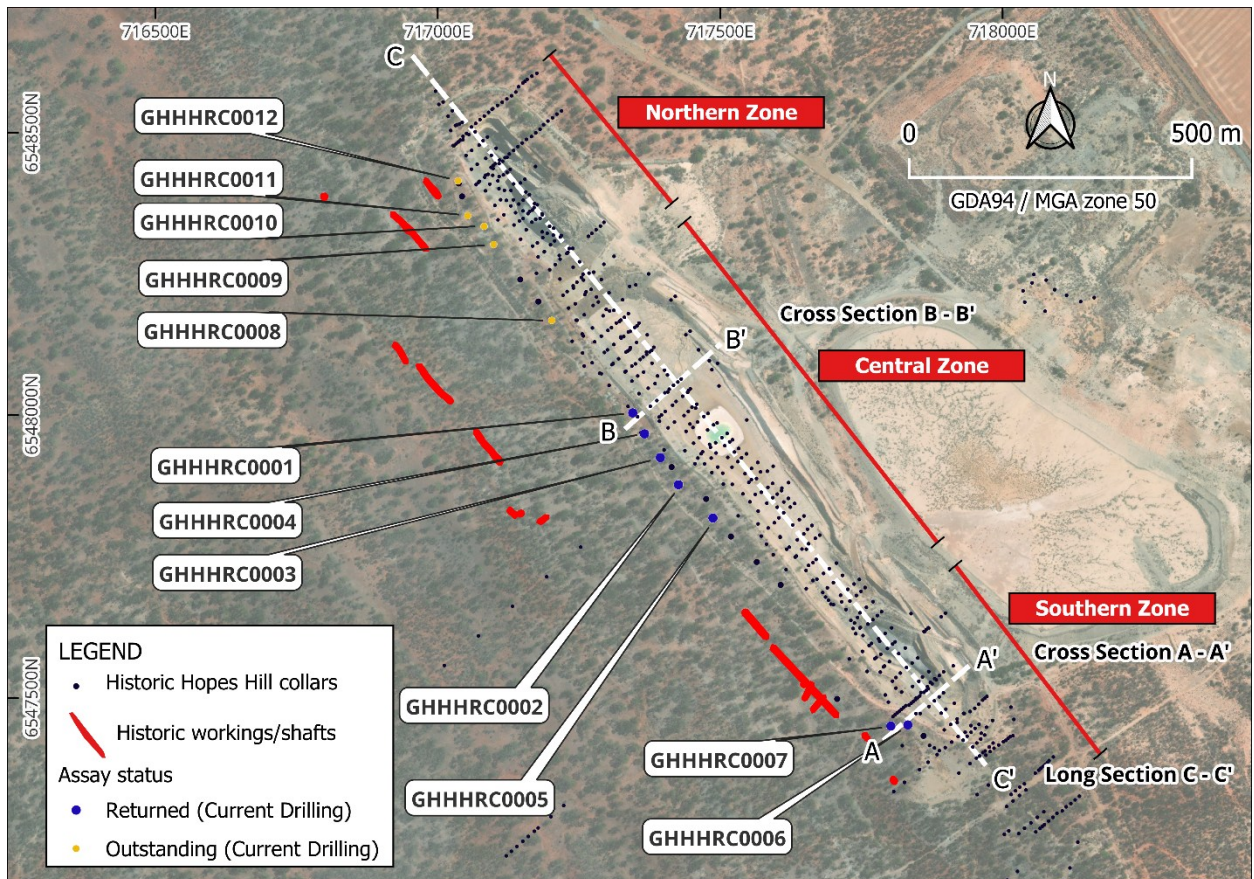 716500E
717000E
717500E
718000E
C
Northern Zone
N
0
500 m
GDA94 / MGA zone 50
6548500N
GHHHRC0012
GHHHRC0011
GHHHRC0010
GHHHRC0009
GHHHRC0008
Cross Section B - B'
B'
Central Zone
6548000N
B
GHHHRC0001
GHHHRC0004
GHHHRC0003
Southern Zone
Cross Section A - A'
A'
6547500N
GHHHRC0002
GHHHRC0007
A
C'
Long Section C - C'
GHHHRC0005
GHHHRC0006
LEGEND
Historic Hopes Hill collars
Historic workings/shafts
Assay status
Returned (Current Drilling)
Outstanding (Current Drilling)